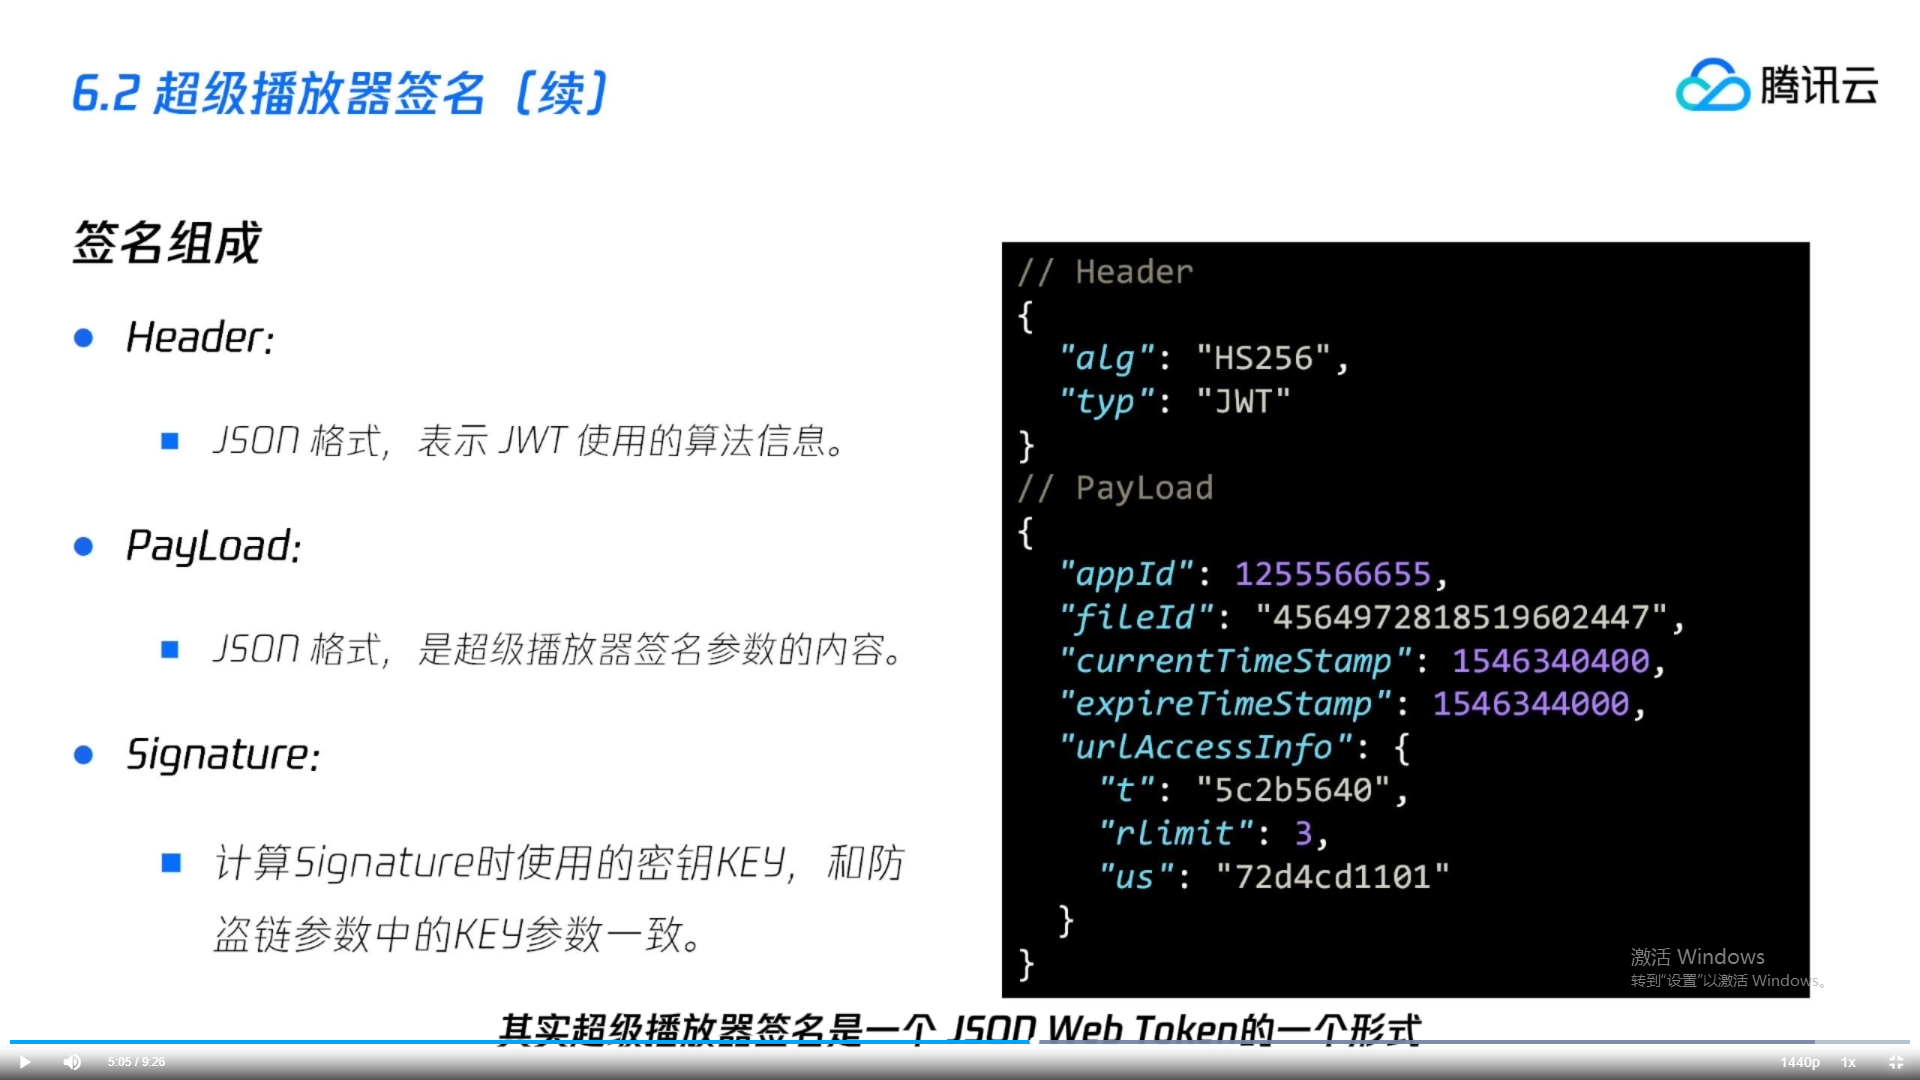 6.2 超级播放器签名（续）
腾讯云
签名组成
Header:
JSON 格式，表示 JWT 使用的算法信息。
PayLoad:
JSON 格式，是超级播放器签名参数的内容。
Signature:
计算Signature时使用的密钥KEY，和防
盗链参数中的KEY参数一致。
// Header
{
"alg": "HS256",
"typ": "JWT"
}
// PayLoad
{
"appId": 1255566655,
"fileId": "4564972818519602447",
"currentTimeStamp": 1546340400,
"expireTimeStamp": 1546344000,
"urlAccessInfo": {
"t": "5c2b5640",
"rlimit": 3,
"us": "72d4cd1101"
}
}
激活 Windows
转到“设置”以激活 Windows。
其实超级播放器签名是一个 JSON Web Token的一个形式
5:05 / 9:26
1440p 1x